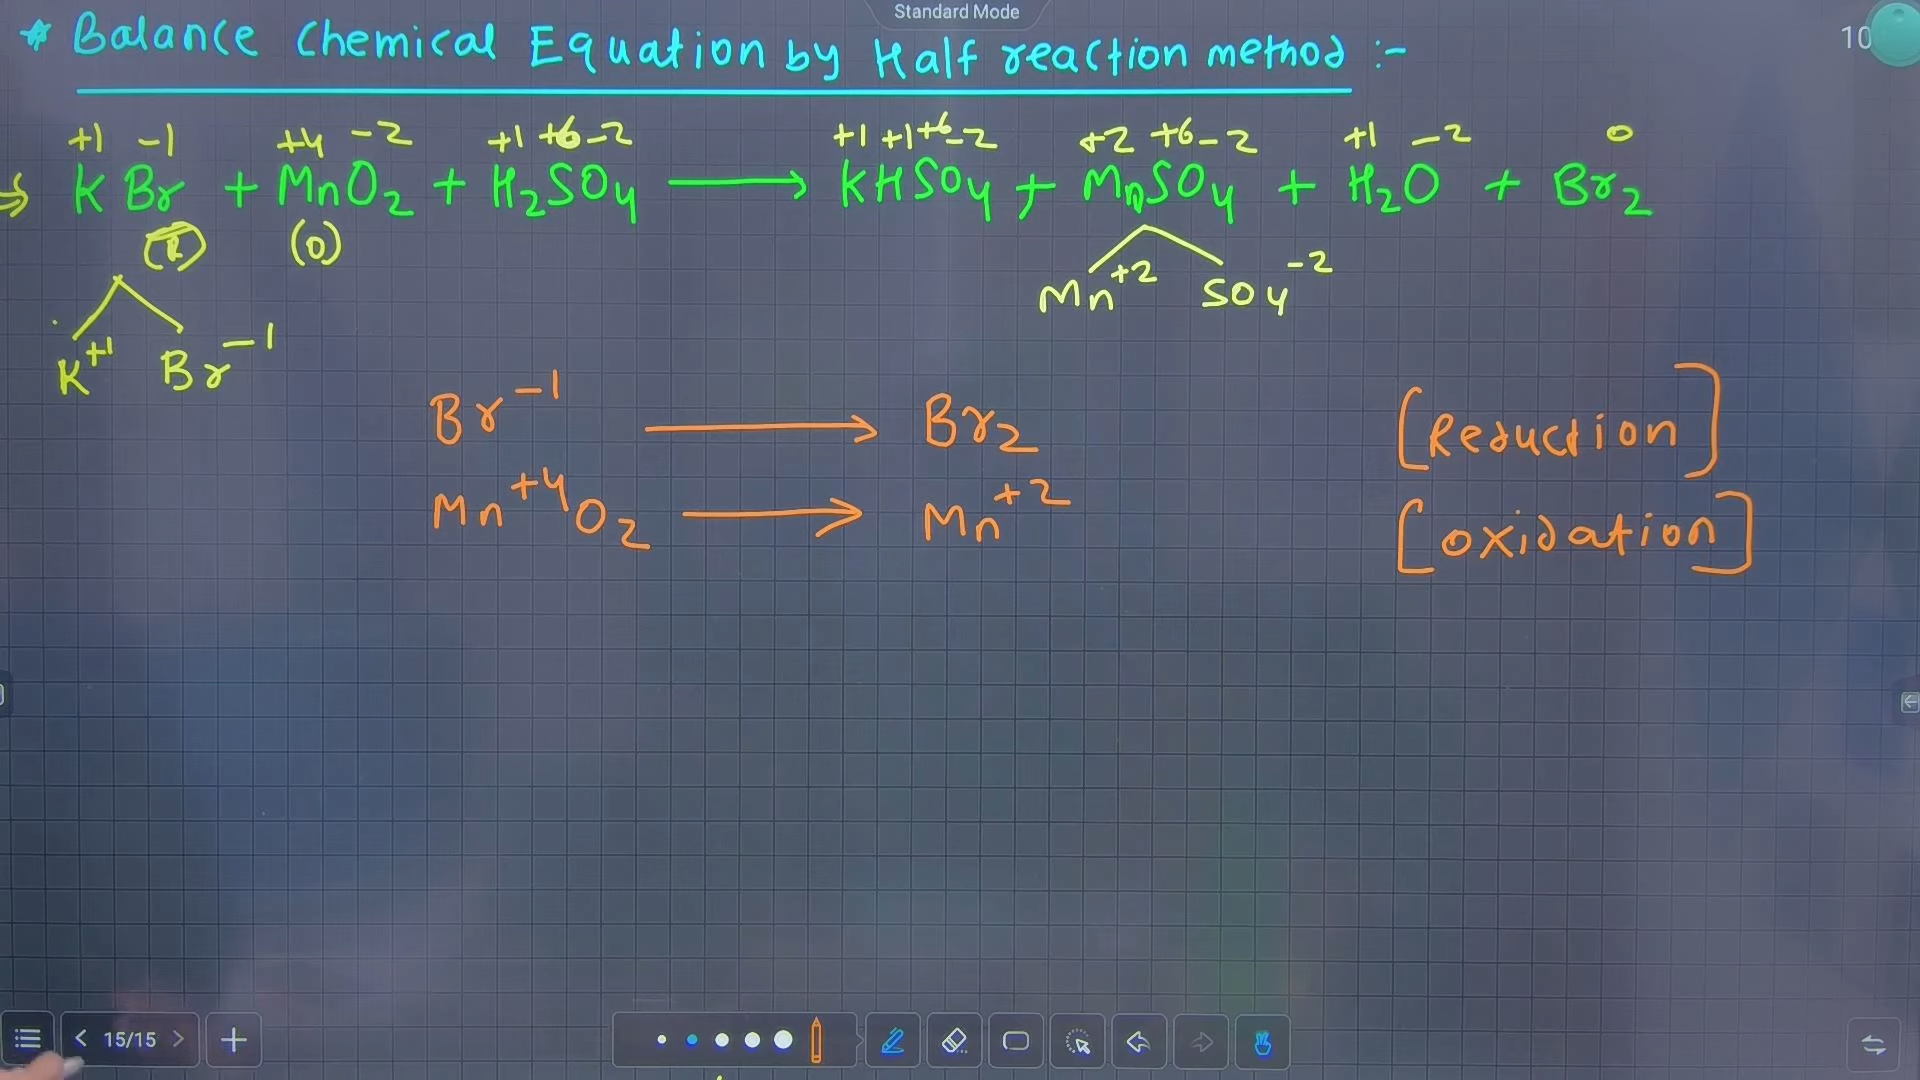 Standard Mode
* Balance Chemical Equation by Half reaction method :-
10
+1 -1 +4 -2 +1 +6 -2 +1 +1 +6 -2 +2 +6 -2 +1 -2 0
⇒ KBr + MnO₂ + H₂SO₄ ⟶ KHSO₄ + MnSO₄ + H₂O + Br₂
(R) (O)
Mn⁺² SO₄⁻²
K⁺¹ Br⁻¹
Br⁻¹ ⟶ Br₂ [Reduction]
Mn⁺⁴O₂ ⟶ Mn⁺² [oxidation]
15/15